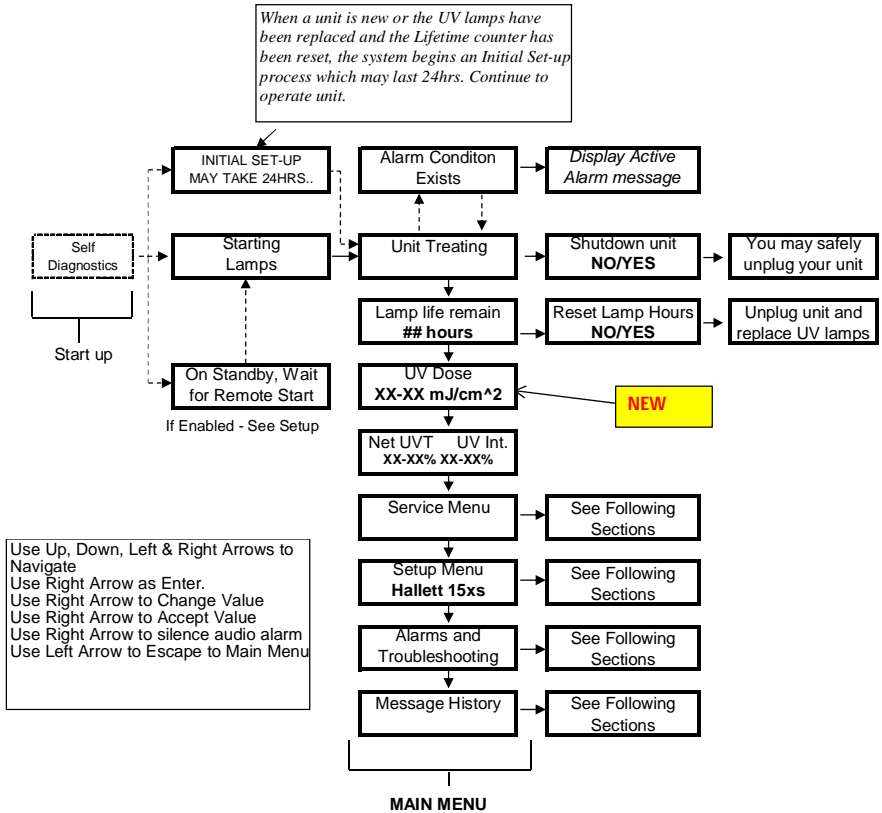 When a unit is new or the UV lamps have
been replaced and the Lifetime counter has
been reset, the system begins an Initial Set-up
process which may last 24hrs. Continue to
operate unit.
INITIAL SET-UP
MAY TAKE 24HRS..
Alarm Conditon
Exists
Display Active
Alarm message
Self
Diagnostics
Starting
Lamps
Unit Treating
Shutdown unit
NO/YES
You may safely
unplug your unit
Start up
Lamp life remain
## hours
Reset Lamp Hours
NO/YES
Unplug unit and
replace UV lamps
On Standby, Wait
for Remote Start
If Enabled - See Setup
UV Dose
XX-XX mJ/cm^2
NEW
Net UVT UV Int.
XX-XX% XX-XX%
Service Menu
See Following
Sections
Setup Menu
Hallett 15xs
See Following
Sections
Alarms and
Troubleshooting
See Following
Sections
Message History
See Following
Sections
Use Up, Down, Left & Right Arrows to
Navigate
Use Right Arrow as Enter.
Use Right Arrow to Change Value
Use Right Arrow to Accept Value
Use Right Arrow to silence audio alarm
Use Left Arrow to Escape to Main Menu
MAIN MENU